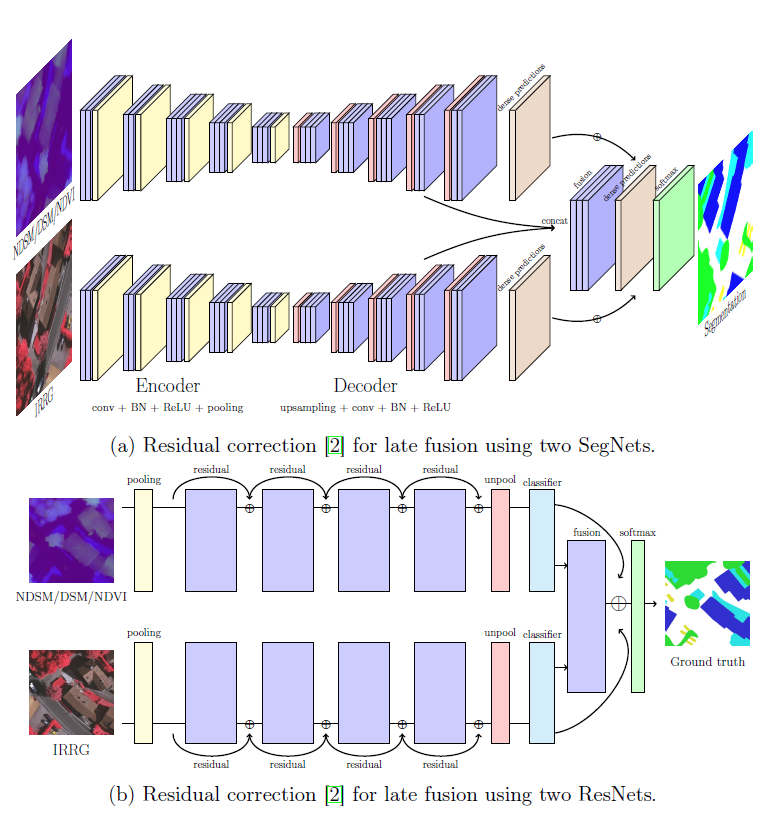 NDSM/DSM/NDVI
dense predictions
⊕
fusion
dense predictions
softmax
concat
dense predictions
⊕
IRRG
Segmentation
Encoder
Decoder
conv + BN + ReLU + pooling
upsampling + conv + BN + ReLU
(a) Residual correction [2] for late fusion using two SegNets.
residual residual residual residual
pooling unpool classifier
⊕ ⊕ ⊕ ⊕
fusion softmax
NDSM/DSM/NDVI
⊕
pooling unpool classifier
Ground truth
⊕ ⊕ ⊕ ⊕
IRRG
residual residual residual residual
(b) Residual correction [2] for late fusion using two ResNets.